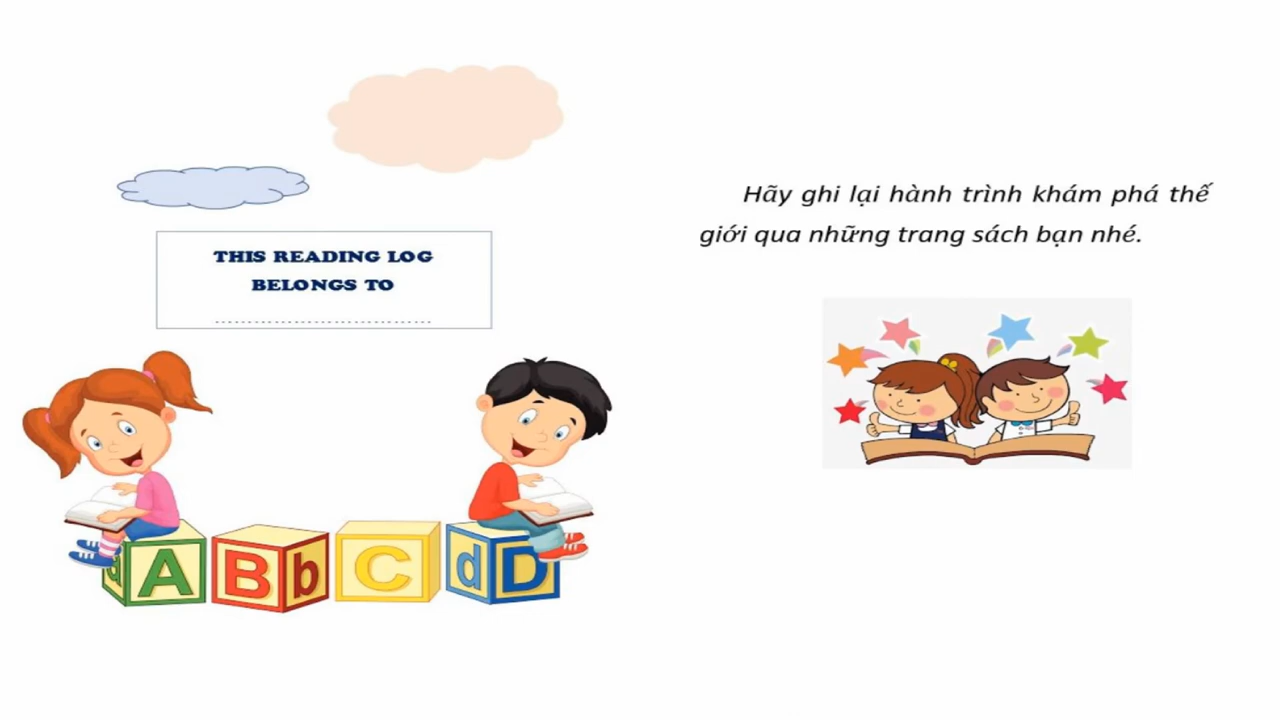 THIS READING LOG
BELONGS TO
................................
Hãy ghi lại hành trình khám phá thế
giới qua những trang sách bạn nhé.
a A B b C d D